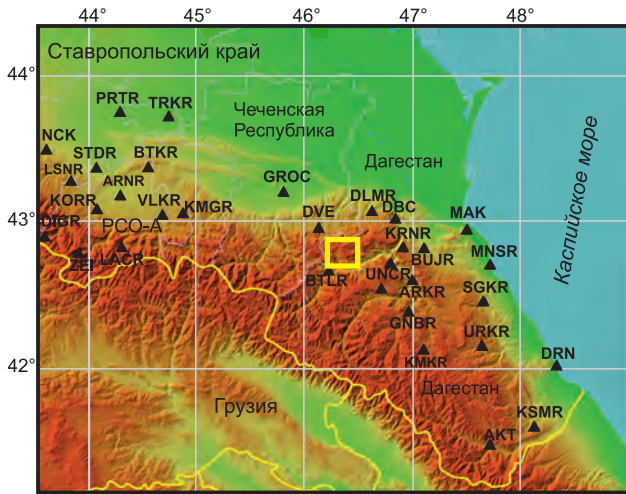 44° 45° 46° 47° 48°
Ставропольский край
44°
PRTR
TRKR
Чеченская
Республика
Каспийское море
NCK
STDR
BTKR
Дагестан
LSNR
ARNR
GROC
DLMR
KORR
VLKR
KMGR
DBC
43°
DVE
MAK
DIGR
РСО-А
KRNR
ZEI
LACR
BUJR
MNSR
BTLR
UNCR
ARKR
SGKR
GNBR
URKR
42°
KMKR
DRN
Дагестан
Грузия
KSMR
AKT